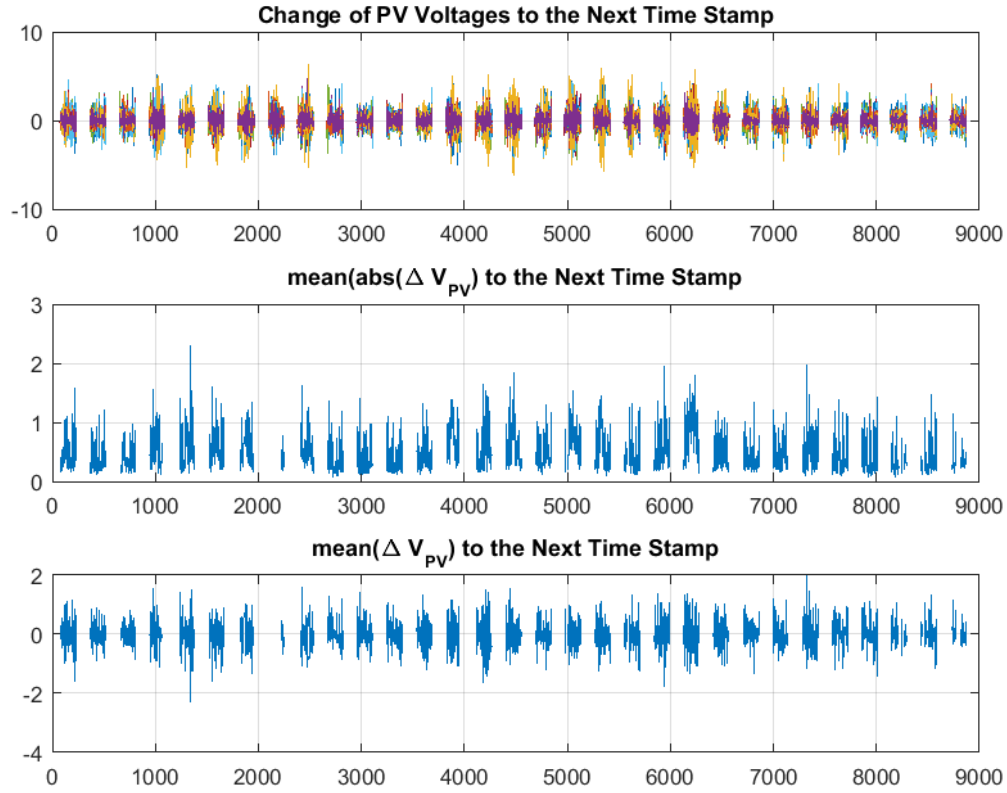 Change of PV Voltages to the Next Time Stamp
10
0
-10
0 1000 2000 3000 4000 5000 6000 7000 8000 9000
mean(abs(Δ V_PV) to the Next Time Stamp
3
2
1
0
0 1000 2000 3000 4000 5000 6000 7000 8000 9000
mean(Δ V_PV) to the Next Time Stamp
2
0
-2
-4
0 1000 2000 3000 4000 5000 6000 7000 8000 9000